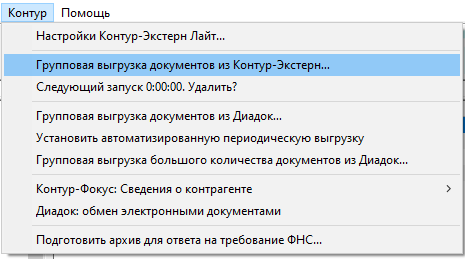 Контур Помощь
Настройки Контур-Экстерн Лайт...
Групповая выгрузка документов из Контур-Экстерн...
Следующий запуск 0:00:00. Удалить?
Групповая выгрузка документов из Диадок...
Установить автоматизированную периодическую выгрузку
Групповая выгрузка большого количества документов из Диадок...
Контур-Фокус: Сведения о контрагенте
Диадок: обмен электронными документами
Подготовить архив для ответа на требование ФНС...